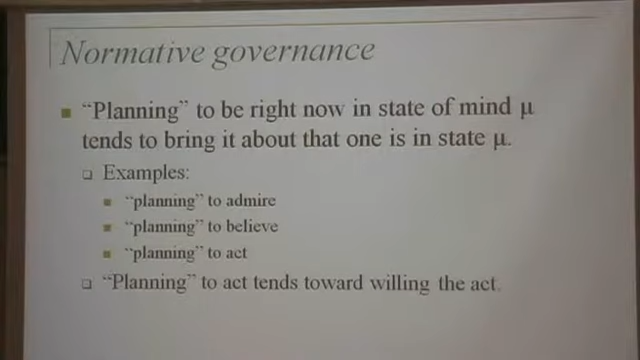 Normative governance
“Planning” to be right now in state of mind μ
tends to bring it about that one is in state μ.
Examples:
“planning” to admire
“planning” to believe
“planning” to act
“Planning” to act tends toward willing the act.